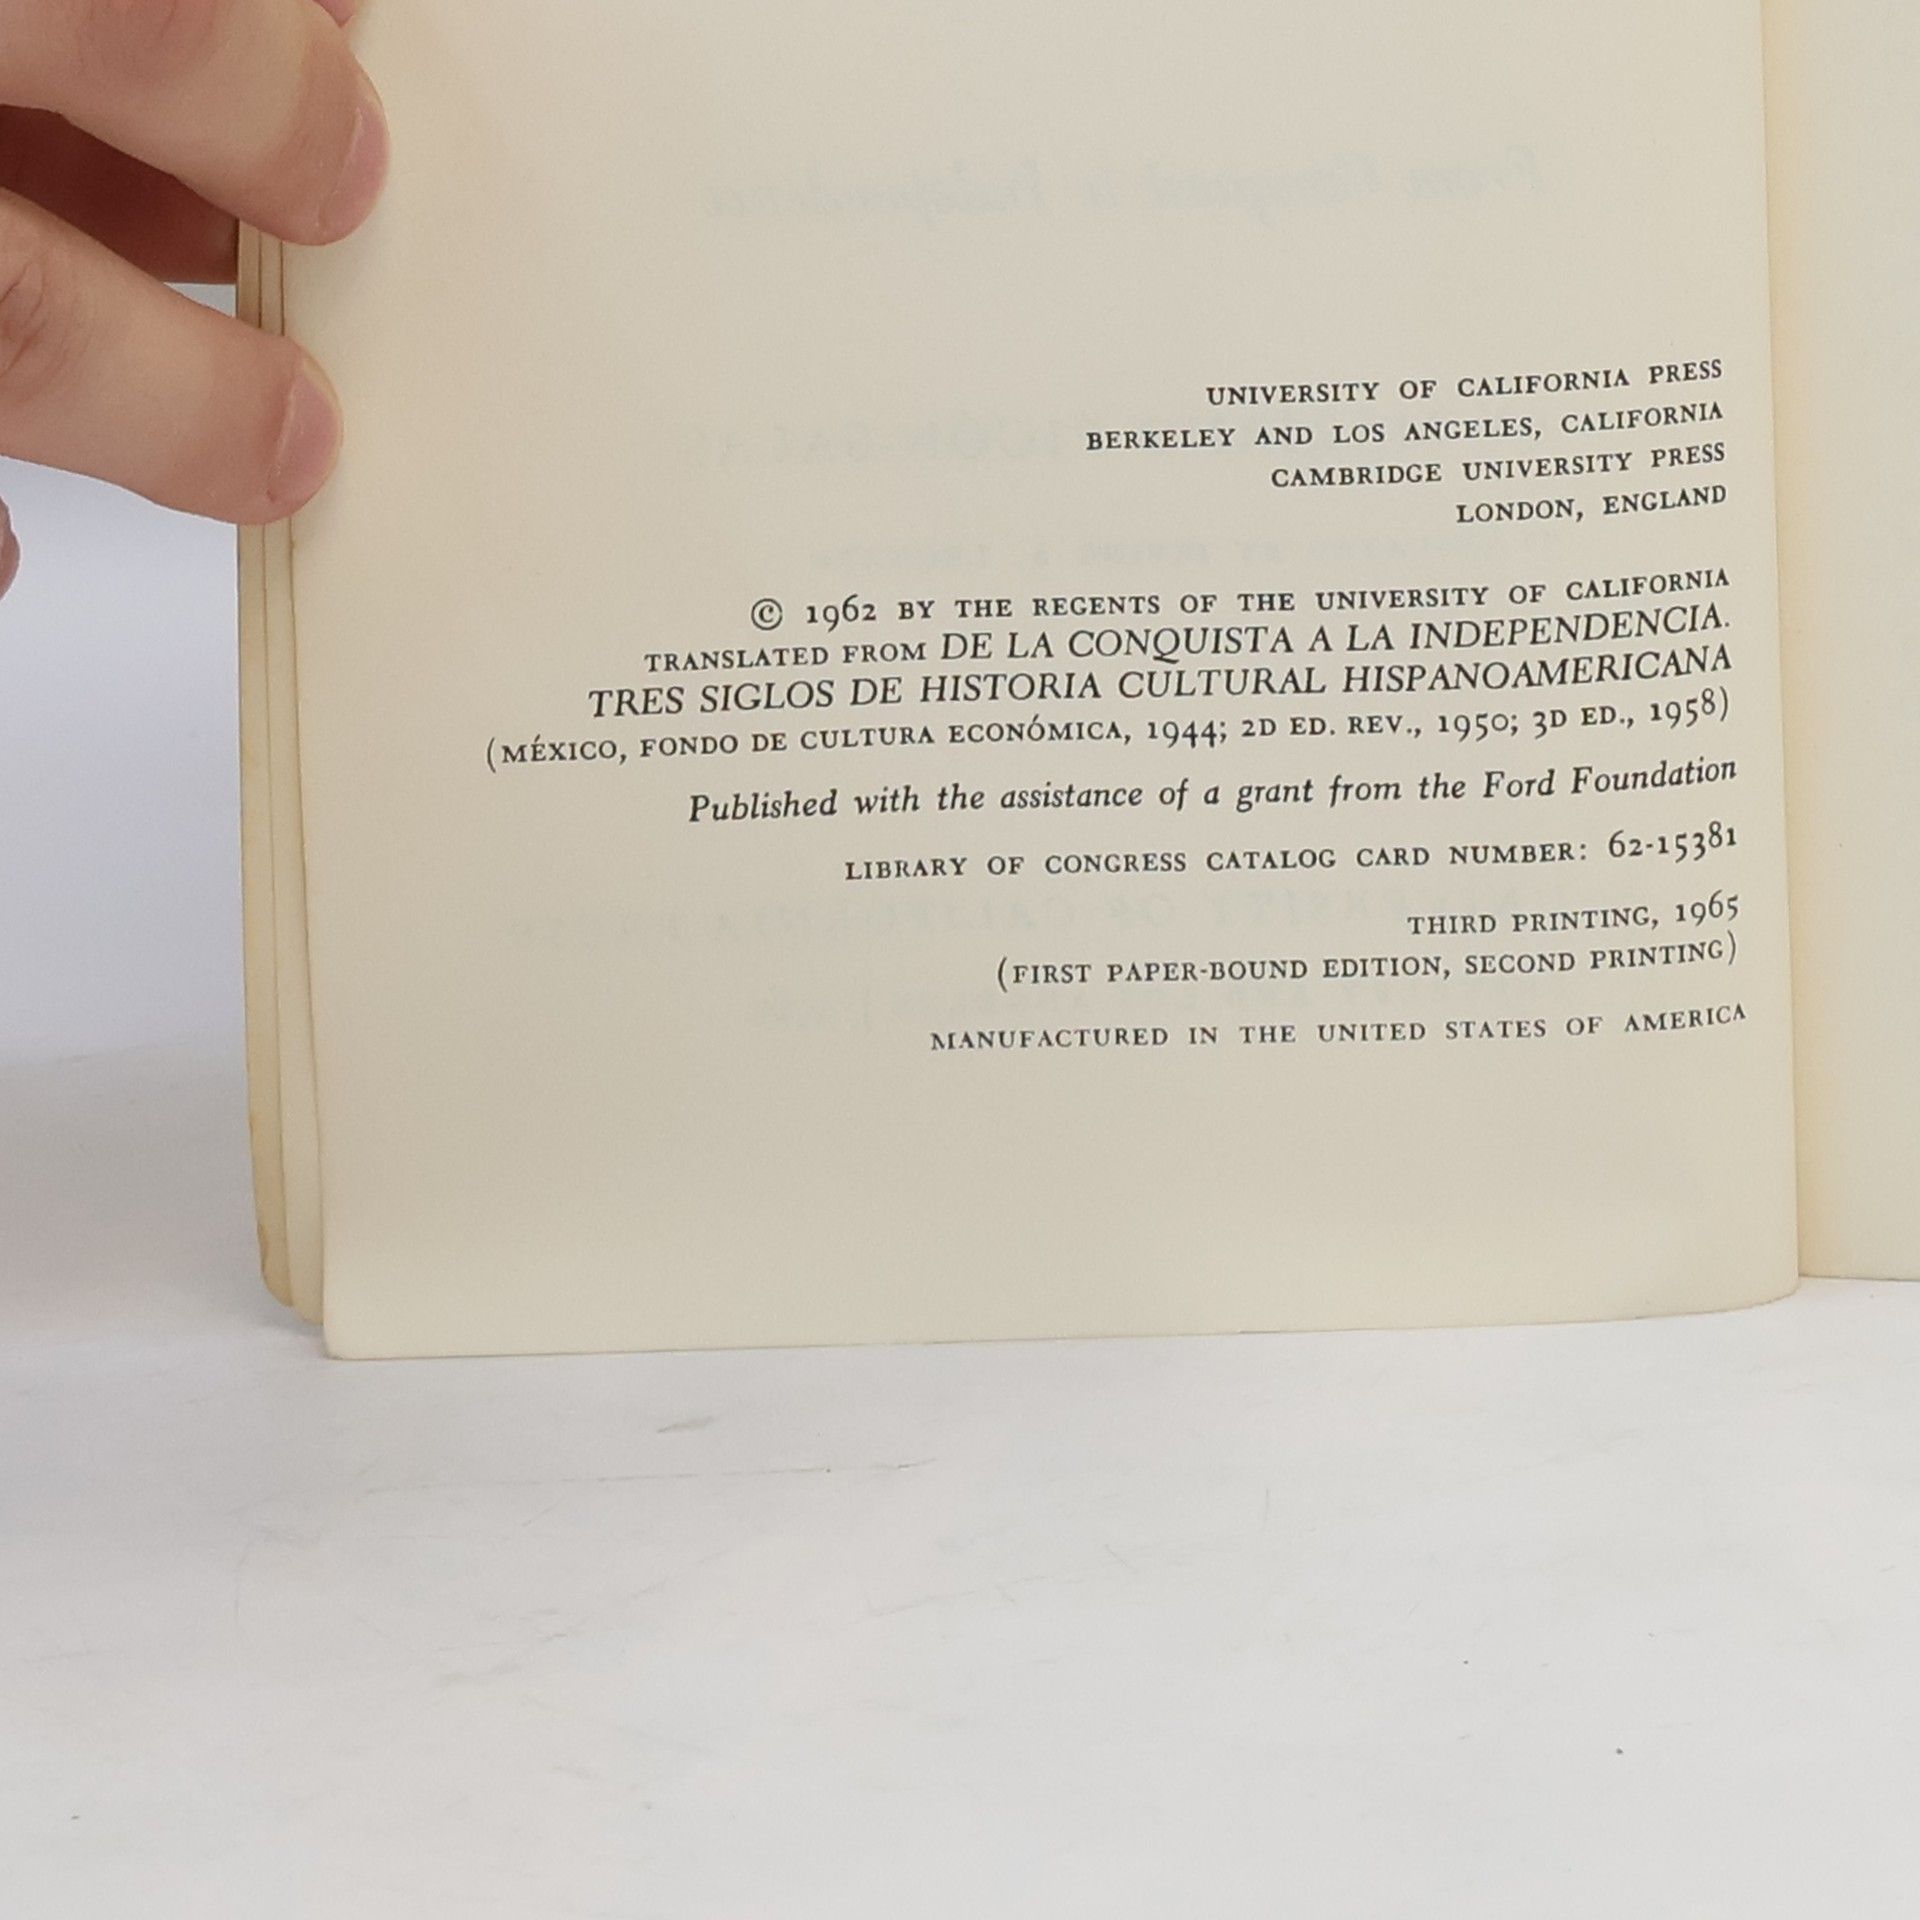 UNIVERSITY OF CALIFORNIA PRESS
BERKELEY AND LOS ANGELES, CALIFORNIA
CAMBRIDGE UNIVERSITY PRESS
LONDON, ENGLAND
© 1962 BY THE REGENTS OF THE UNIVERSITY OF CALIFORNIA
TRANSLATED FROM DE LA CONQUISTA A LA INDEPENDENCIA.
TRES SIGLOS DE HISTORIA CULTURAL HISPANOAMERICANA
(MÉXICO, FONDO DE CULTURA ECONÓMICA, 1944; 2D ED. REV., 1950; 3D ED., 1958)
Published with the assistance of a grant from the Ford Foundation
LIBRARY OF CONGRESS CATALOG CARD NUMBER: 62-15381
THIRD PRINTING, 1965
(FIRST PAPER-BOUND EDITION, SECOND PRINTING)
MANUFACTURED IN THE UNITED STATES OF AMERICA